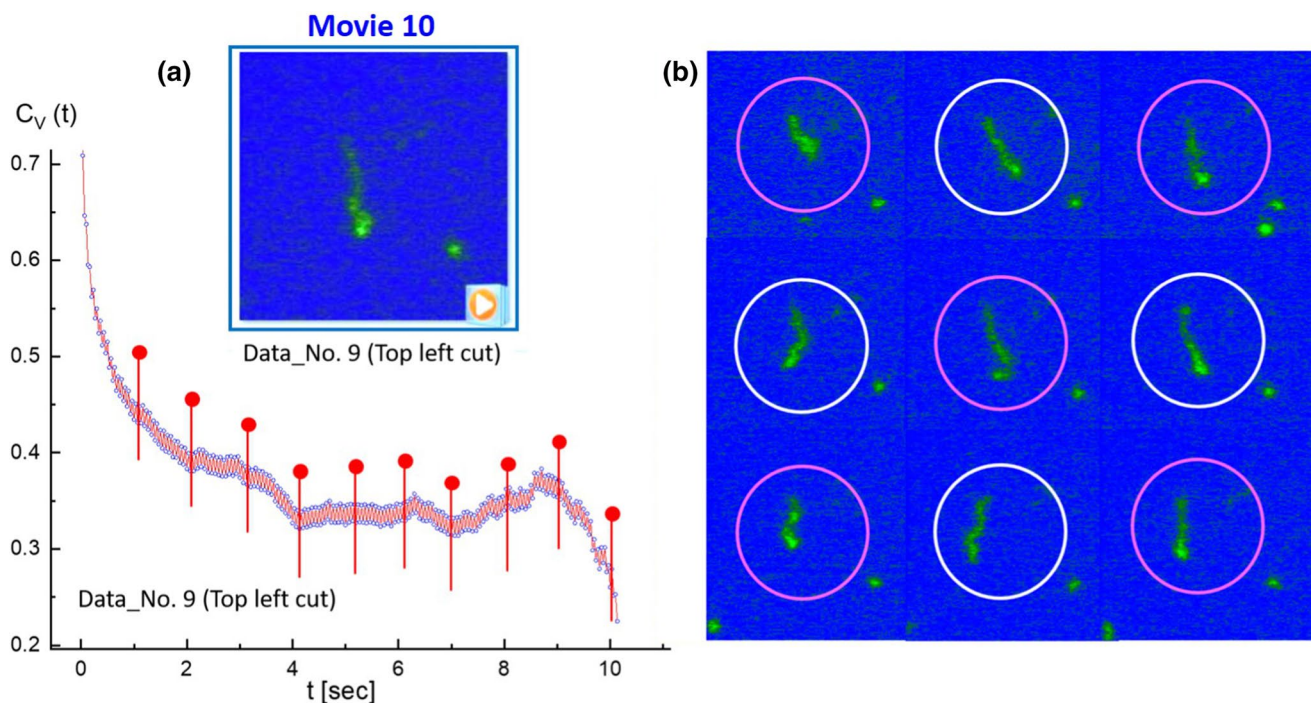 Movie 10
(a)
(b)
C_V (t)
0.7
0.6
0.5
0.4
0.3
0.2
Data_No. 9 (Top left cut)
Data_No. 9 (Top left cut)
0
2
4
6
8
10
t [sec]